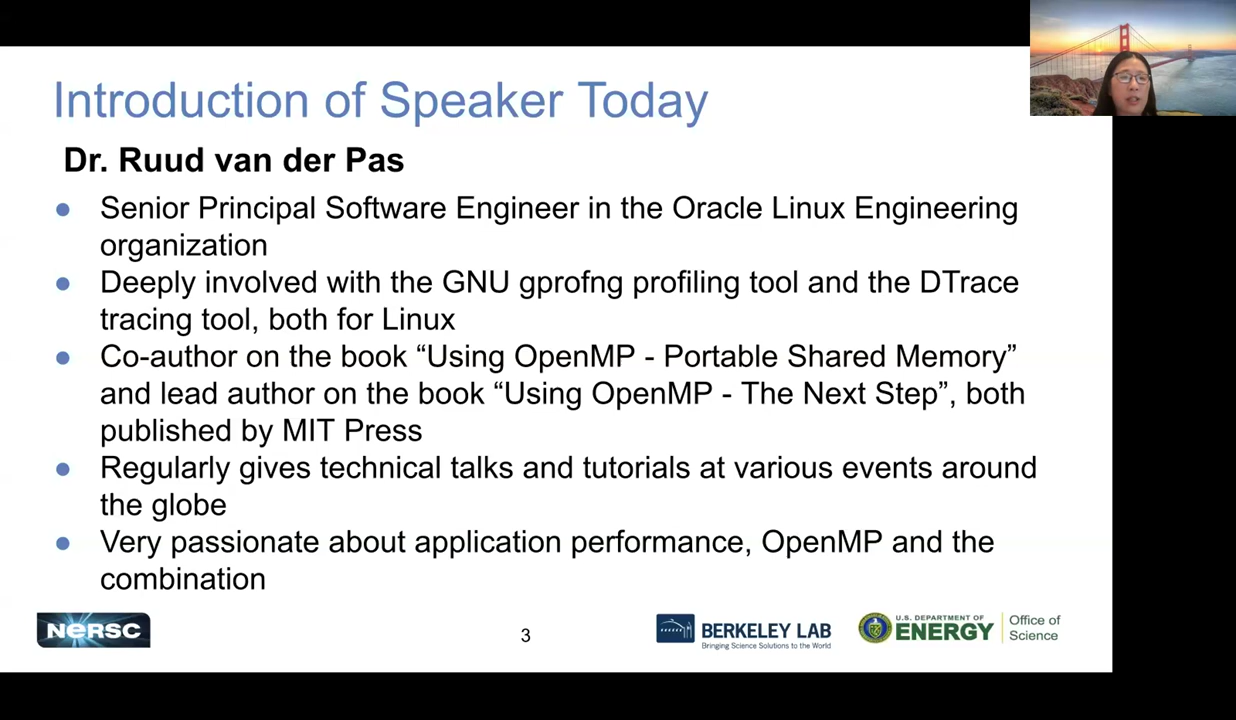 Introduction of Speaker Today
Dr. Ruud van der Pas
● Senior Principal Software Engineer in the Oracle Linux Engineering
organization
● Deeply involved with the GNU gprofng profiling tool and the DTrace
tracing tool, both for Linux
● Co-author on the book “Using OpenMP - Portable Shared Memory”
and lead author on the book “Using OpenMP - The Next Step”, both
published by MIT Press
● Regularly gives technical talks and tutorials at various events around
the globe
● Very passionate about application performance, OpenMP and the
combination
NERSC
3
BERKELEY LAB
Bringing Science Solutions to the World
U.S. DEPARTMENT OF
ENERGY
Office of
Science